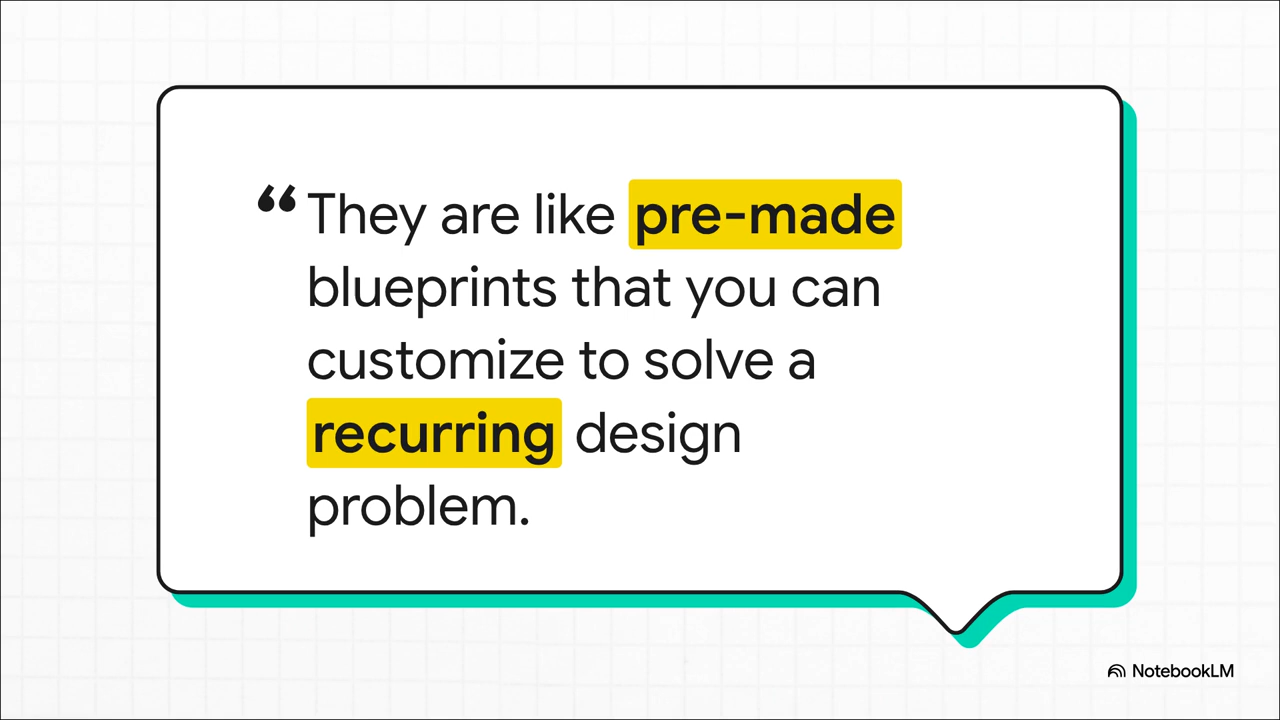 “They are like pre-made
blueprints that you can
customize to solve a
recurring design
problem.
NotebookLM